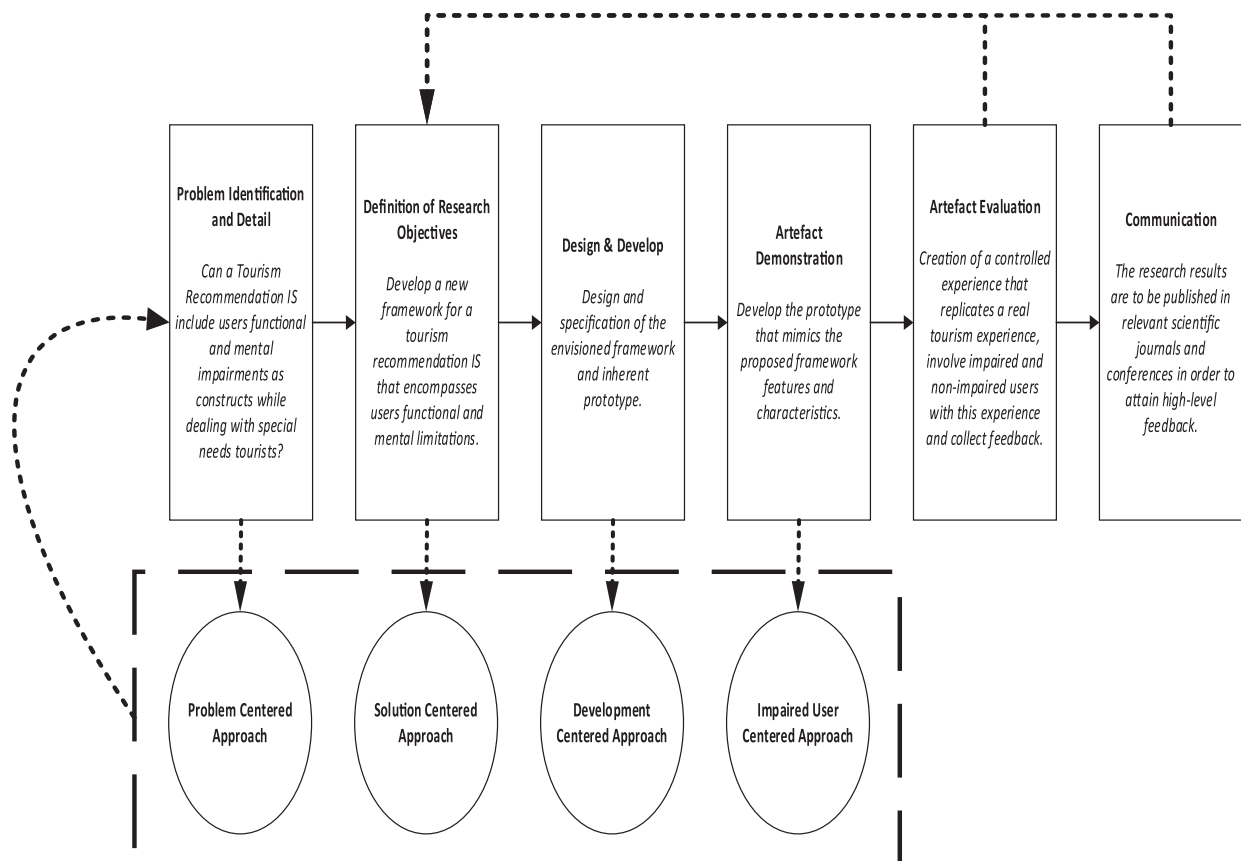 Problem Identification
and Detail
Can a Tourism
Recommendation IS
include users functional
and mental
impairments as
constructs while
dealing with special
needs tourists?
Definition of Research
Objectives
Develop a new
framework for a
tourism
recommendation IS
that encompasses
users functional and
mental limitations.
Design & Develop
Design and
specification of the
envisioned framework
and inherent
prototype.
Artefact
Demonstration
Develop the prototype
that mimics the
proposed framework
features and
characteristics.
Artefact Evaluation
Creation of a controlled
experience that
replicates a real
tourism experience,
involve impaired and
non-impaired users
with this experience
and collect feedback.
Communication
The research results
are to be published in
relevant scientific
journals and
conferences in order to
attain high-level
feedback.
Problem Centered
Approach
Solution Centered
Approach
Development
Centered Approach
Impaired User
Centered Approach